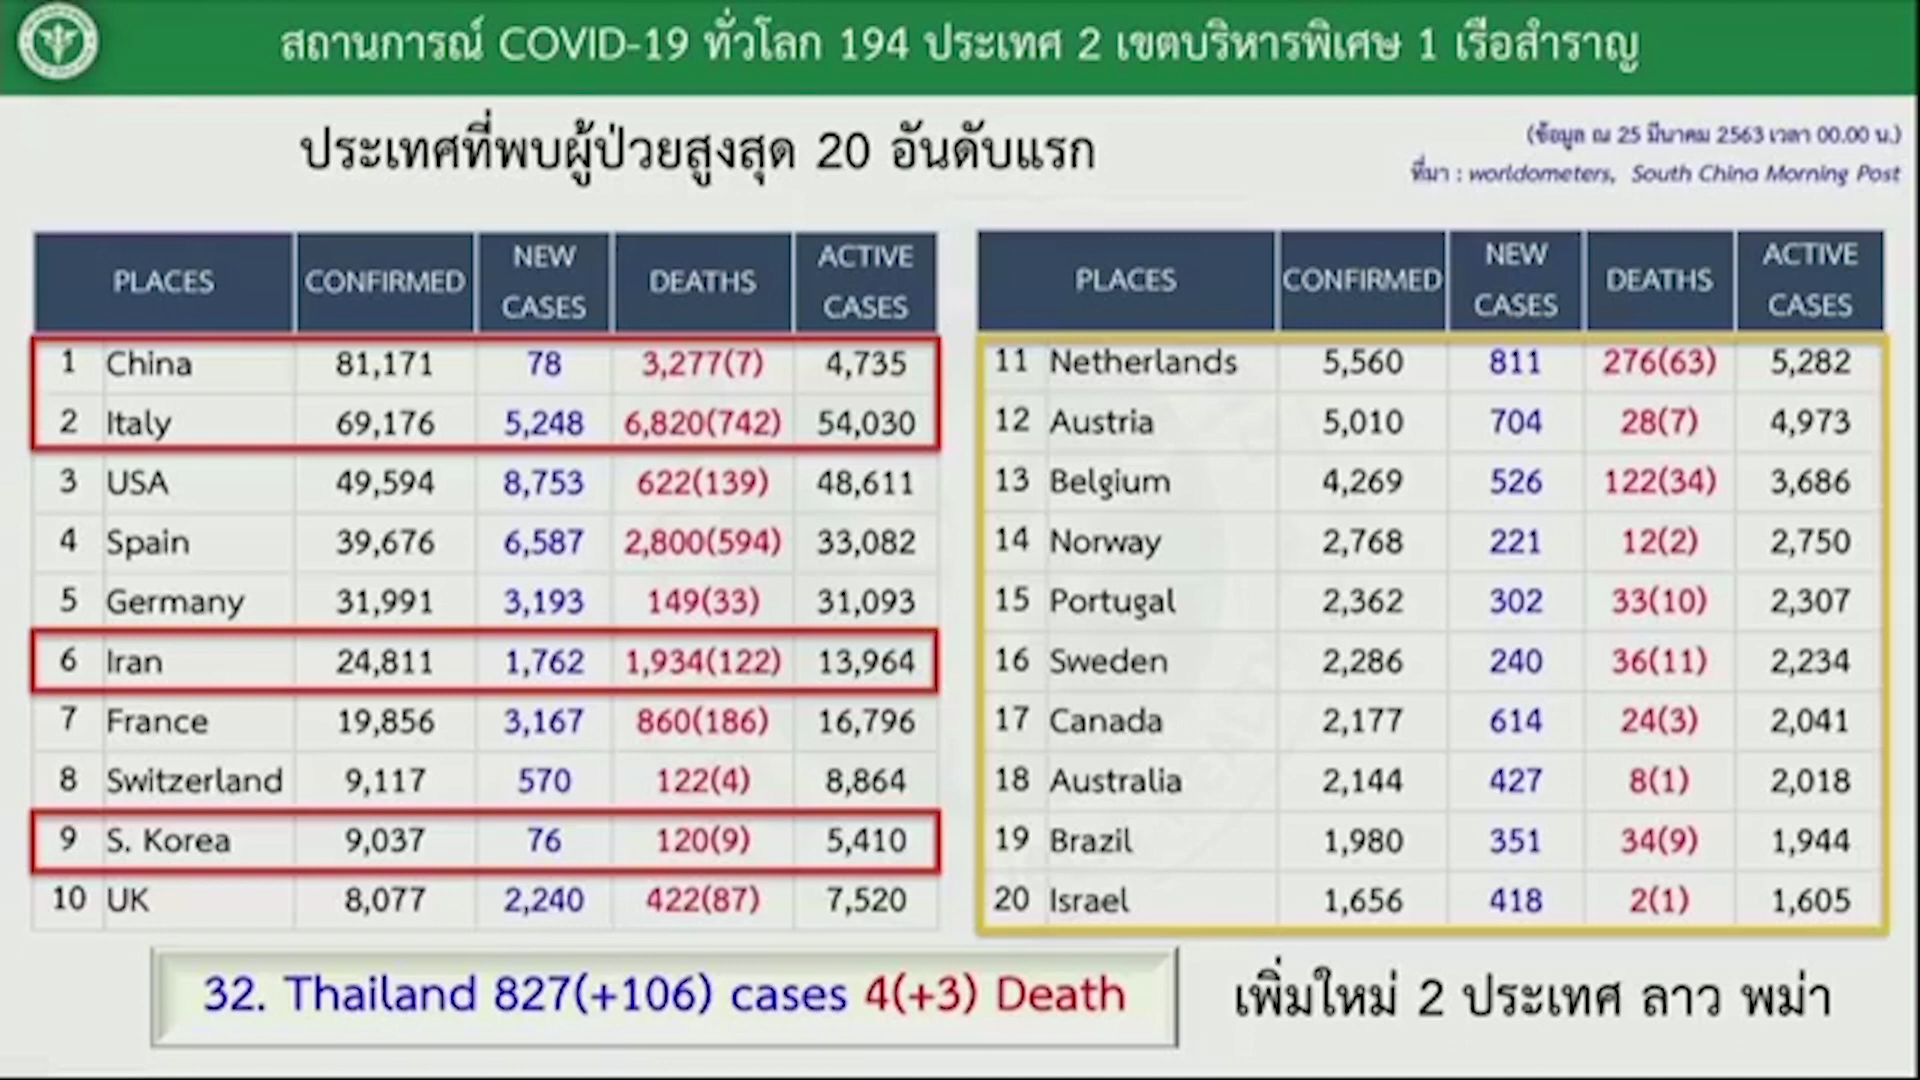 สถานการณ์ COVID-19 ทั่วโลก 194 ประเทศ 2 เขตบริหารพิเศษ 1 เรือสำราญ
ประเทศที่พบผู้ป่วยสูงสุด 20 อันดับแรก
(ข้อมูล ณ 25 มีนาคม 2563 เวลา 00.00 น.)
ที่มา : worldometers, South China Morning Post
PLACES CONFIRMED NEW CASES DEATHS ACTIVE CASES
1 China 81,171 78 3,277(7) 4,735
2 Italy 69,176 5,248 6,820(742) 54,030
3 USA 49,594 8,753 622(139) 48,611
4 Spain 39,676 6,587 2,800(594) 33,082
5 Germany 31,991 3,193 149(33) 31,093
6 Iran 24,811 1,762 1,934(122) 13,964
7 France 19,856 3,167 860(186) 16,796
8 Switzerland 9,117 570 122(4) 8,864
9 S. Korea 9,037 76 120(9) 5,410
10 UK 8,077 2,240 422(87) 7,520
PLACES CONFIRMED NEW CASES DEATHS ACTIVE CASES
11 Netherlands 5,560 811 276(63) 5,282
12 Austria 5,010 704 28(7) 4,973
13 Belgium 4,269 526 122(34) 3,686
14 Norway 2,768 221 12(2) 2,750
15 Portugal 2,362 302 33(10) 2,307
16 Sweden 2,286 240 36(11) 2,234
17 Canada 2,177 614 24(3) 2,041
18 Australia 2,144 427 8(1) 2,018
19 Brazil 1,980 351 34(9) 1,944
20 Israel 1,656 418 2(1) 1,605
32. Thailand 827(+106) cases 4(+3) Death
เพิ่มใหม่ 2 ประเทศ ลาว พม่า